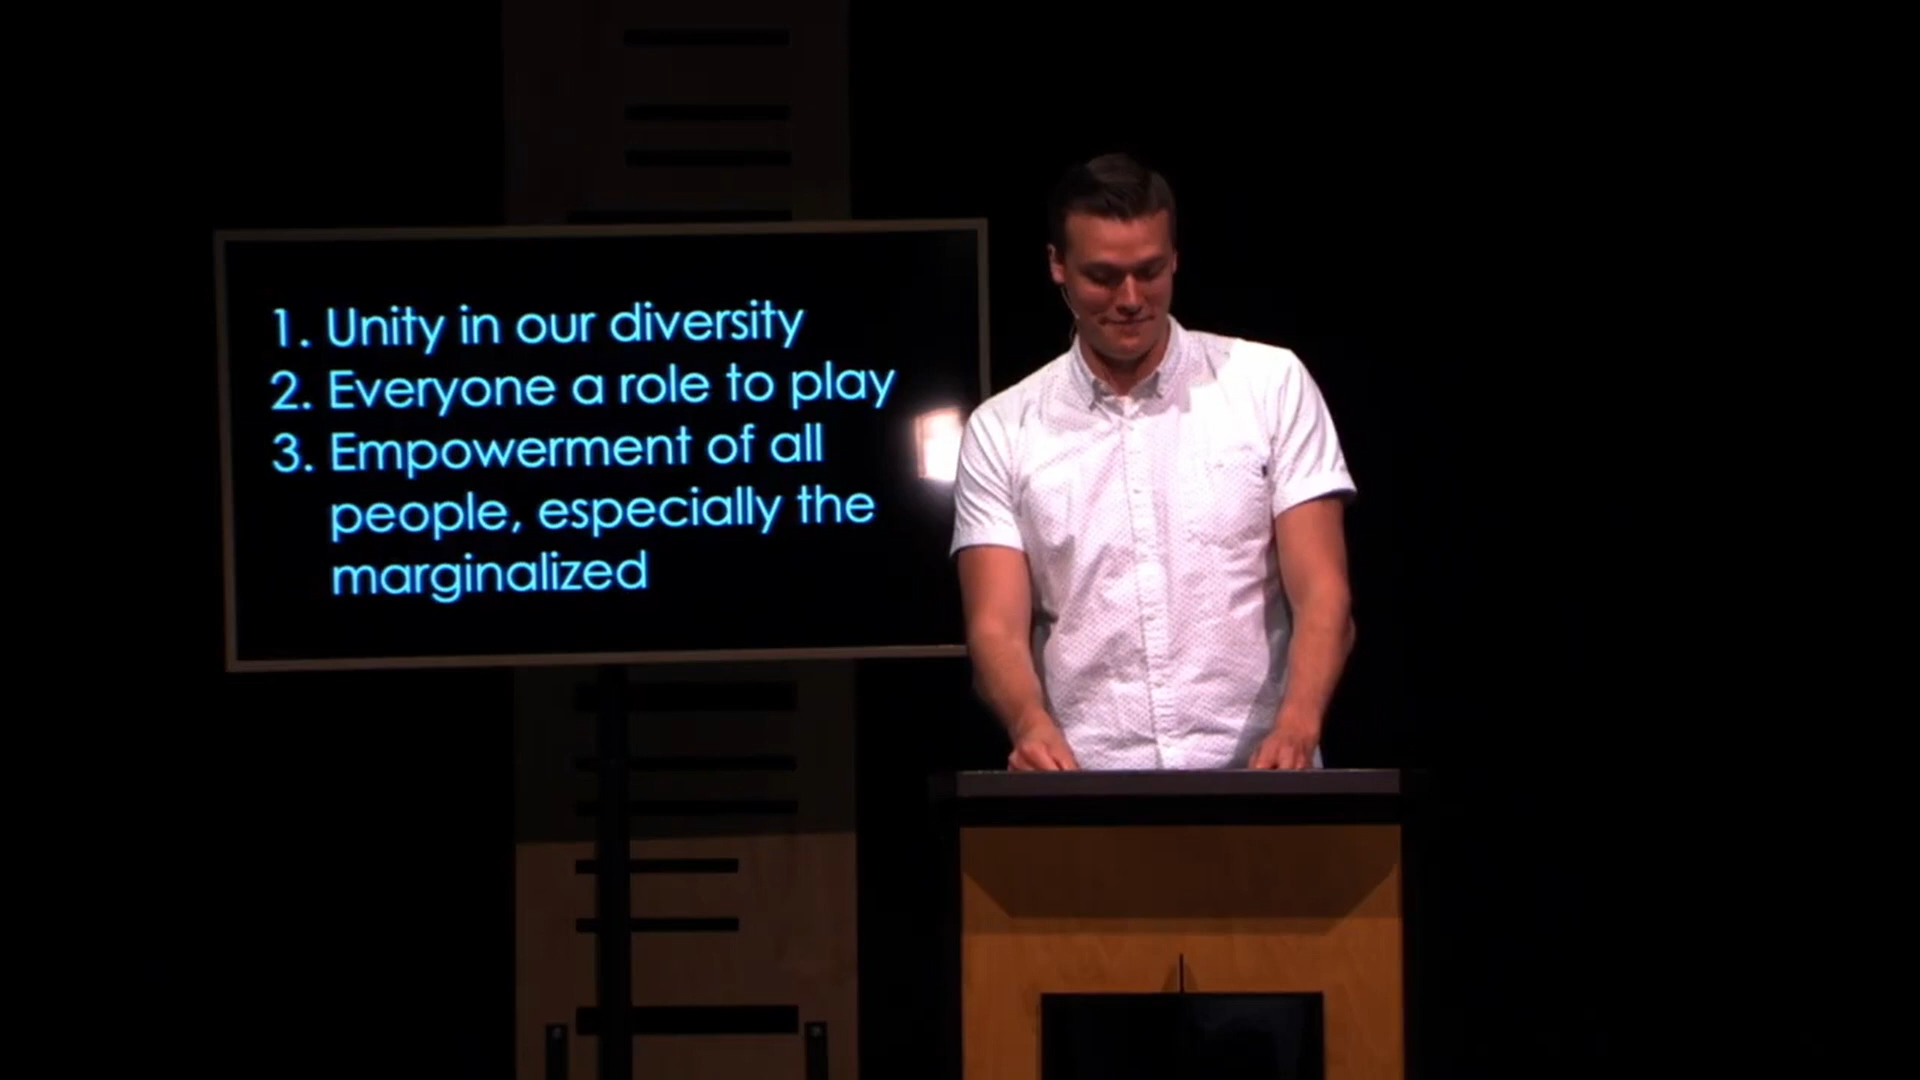 1. Unity in our diversity
2. Everyone a role to play
3. Empowerment of all
people, especially the
marginalized